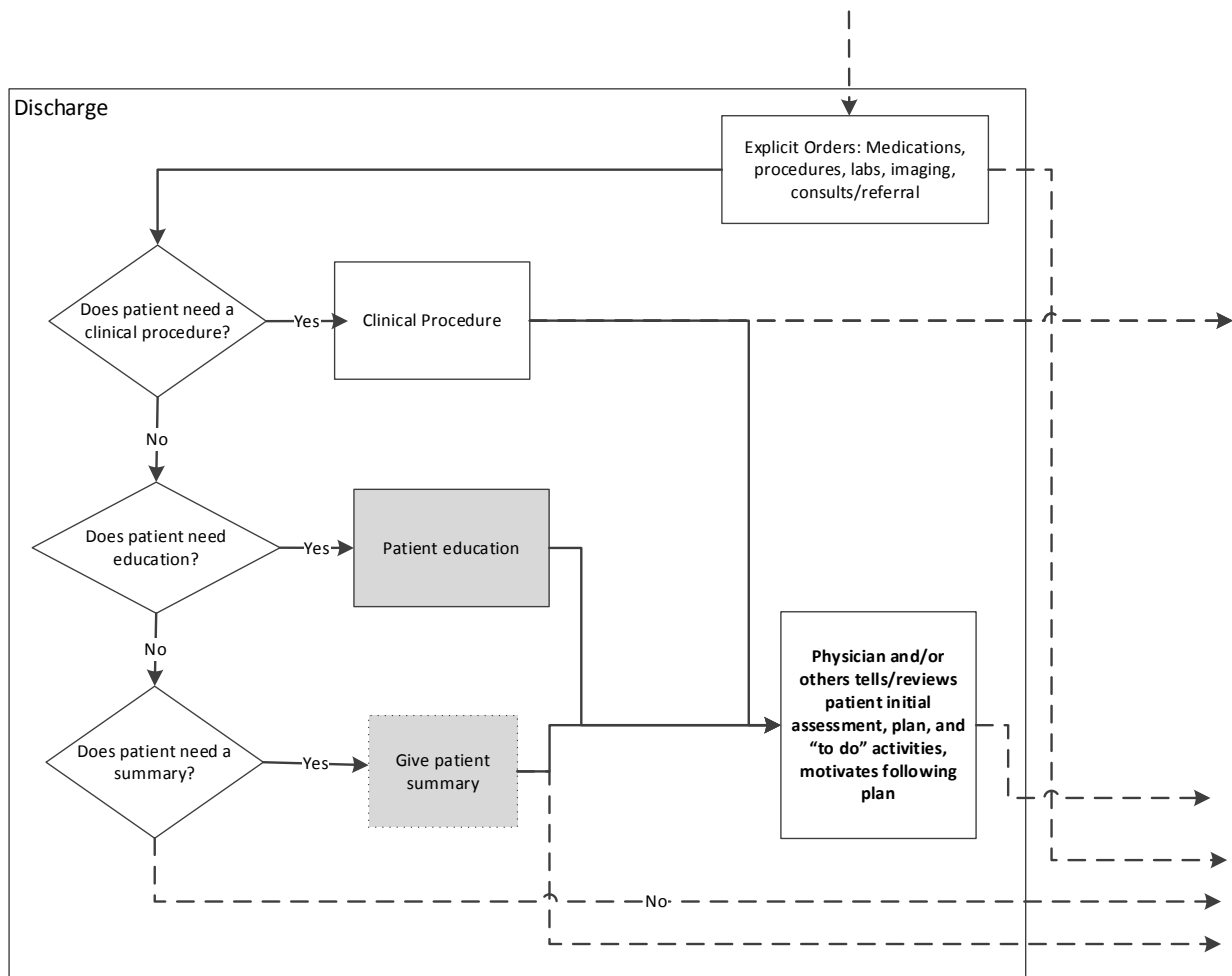 Discharge
Explicit Orders: Medications,
procedures, labs, imaging,
consults/referral
Does patient need a
clinical procedure?
Yes
Clinical Procedure
No
Does patient need
education?
Yes
Patient education
No
Physician and/or
others tells/reviews
patient initial
assessment, plan, and
“to do” activities,
motivates following
plan
Does patient need a
summary?
Yes
Give patient
summary
No